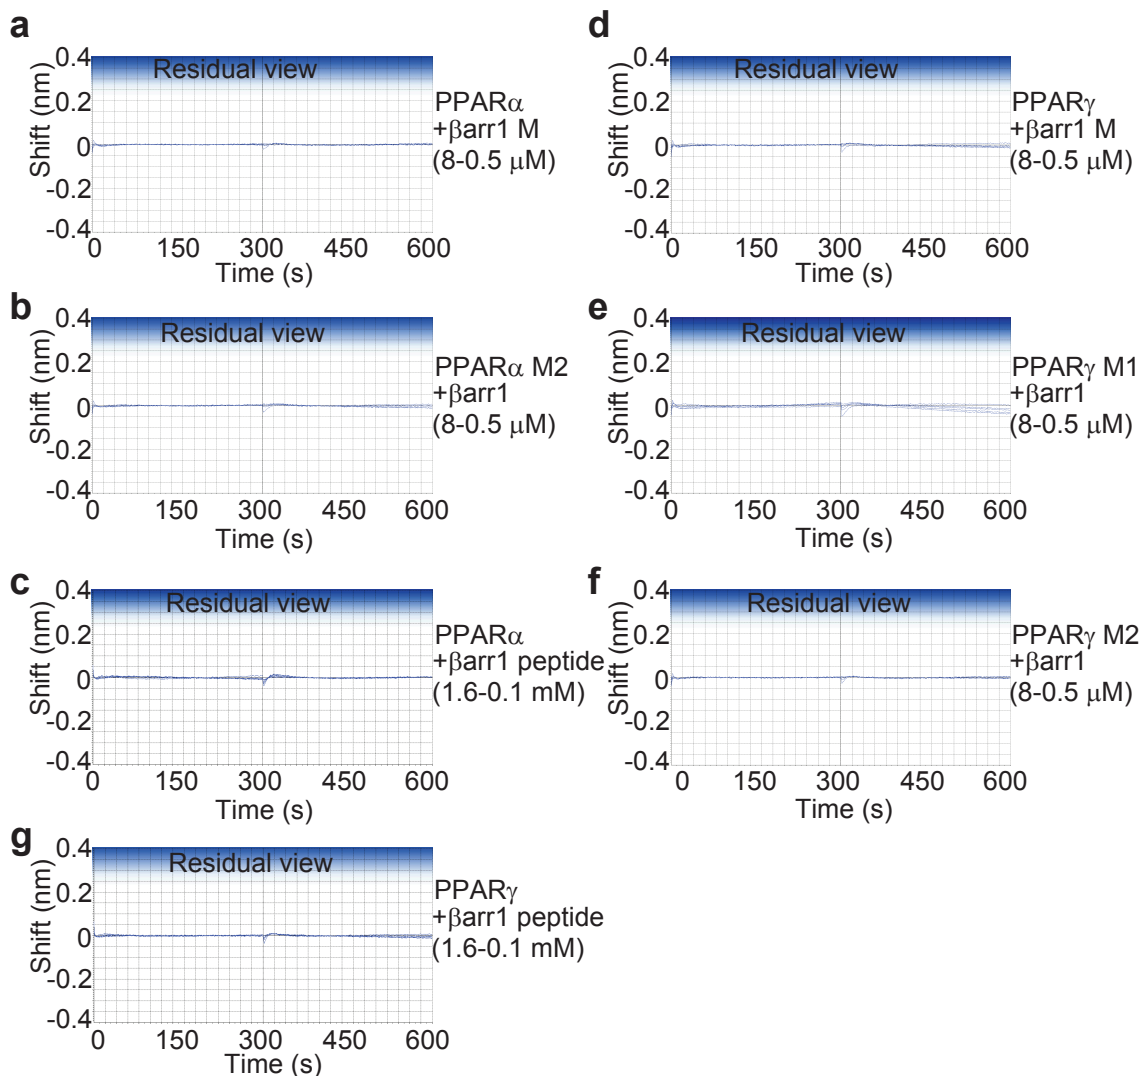 a
0.4
0.2
0
-0.2
-0.4
Shift (nm)
Residual view
0 150 300 450 600
Time (s)
PPARα
+βarr1 M
(8-0.5 μM)
d
0.4
0.2
0
-0.2
-0.4
Shift (nm)
Residual view
0 150 300 450 600
Time (s)
PPARγ
+βarr1 M
(8-0.5 μM)
b
0.4
0.2
0
-0.2
-0.4
Shift (nm)
Residual view
0 150 300 450 600
Time (s)
PPARα M2
+βarr1
(8-0.5 μM)
e
0.4
0.2
0
-0.2
-0.4
Shift (nm)
Residual view
0 150 300 450 600
Time (s)
PPARγ M1
+βarr1
(8-0.5 μM)
c
0.4
0.2
0
-0.2
-0.4
Shift (nm)
Residual view
0 150 300 450 600
Time (s)
PPARα
+βarr1 peptide
(1.6-0.1 mM)
f
0.4
0.2
0
-0.2
-0.4
Shift (nm)
Residual view
0 150 300 450 600
Time (s)
PPARγ M2
+βarr1
(8-0.5 μM)
g
0.4
0.2
0
-0.2
-0.4
Shift (nm)
Residual view
0 150 300 450 600
Time (s)
PPARγ
+βarr1 peptide
(1.6-0.1 mM)